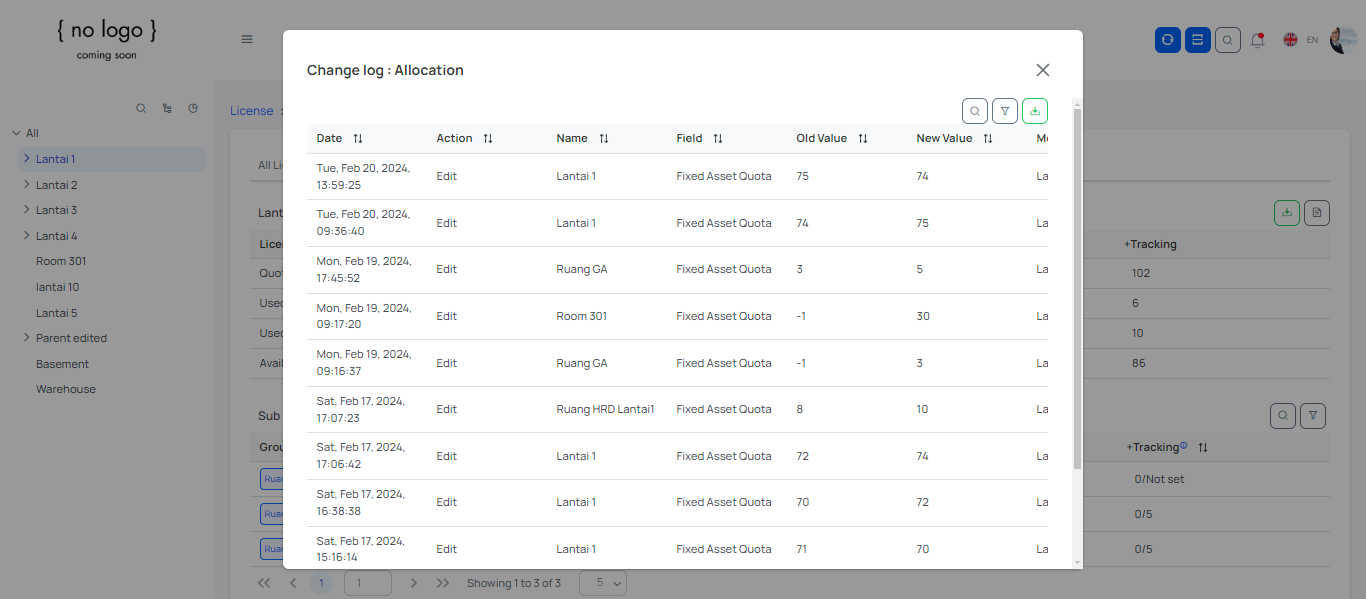 { no logo }
coming soon
EN
All
Lantai 1
Lantai 2
Lantai 3
Lantai 4
Room 301
lantai 10
Lantai 5
Parent edited
Basement
Warehouse
License
All Li
Lant
Licen
+Tracking
Quot
102
Used
6
Used
10
Avail
86
Sub
Grou
+Tracking
Ruan
0/Not set
Ruan
0/5
Ruan
0/5
1
1
Showing 1 to 3 of 3
5
Change log : Allocation
Date Action Name Field Old Value New Value
Tue, Feb 20, 2024,
13:59:25 Edit Lantai 1 Fixed Asset Quota 75 74 La
Tue, Feb 20, 2024,
09:36:40 Edit Lantai 1 Fixed Asset Quota 74 75 La
Mon, Feb 19, 2024,
17:45:52 Edit Ruang GA Fixed Asset Quota 3 5 La
Mon, Feb 19, 2024,
09:17:20 Edit Room 301 Fixed Asset Quota -1 30 La
Mon, Feb 19, 2024,
09:16:37 Edit Ruang GA Fixed Asset Quota -1 3 La
Sat, Feb 17, 2024,
17:07:23 Edit Ruang HRD Lantai1 Fixed Asset Quota 8 10 La
Sat, Feb 17, 2024,
17:06:42 Edit Lantai 1 Fixed Asset Quota 72 74 La
Sat, Feb 17, 2024,
16:38:38 Edit Lantai 1 Fixed Asset Quota 70 72 La
Sat, Feb 17, 2024,
15:16:14 Edit Lantai 1 Fixed Asset Quota 71 70 La